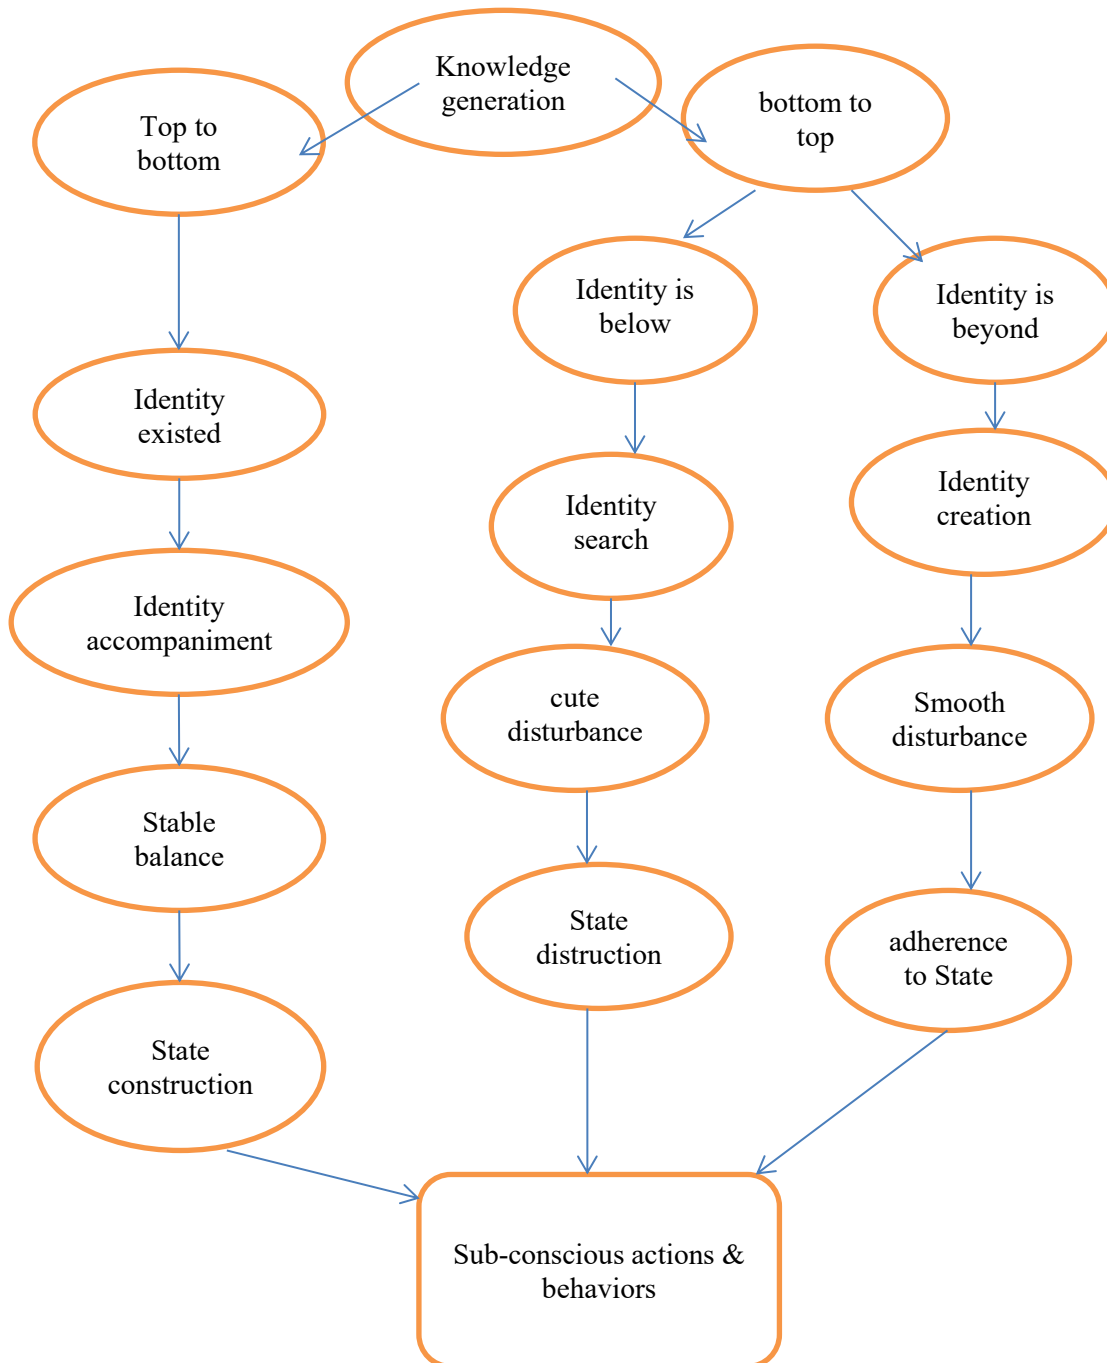 Knowledge
generation
Top to
bottom
bottom to
top
Identity is
below
Identity is
beyond
Identity
existed
Identity
search
Identity
creation
Identity
accompaniment
cute
disturbance
Smooth
disturbance
Stable
balance
State
distruction
adherence
to State
State
construction
Sub-conscious actions &
behaviors